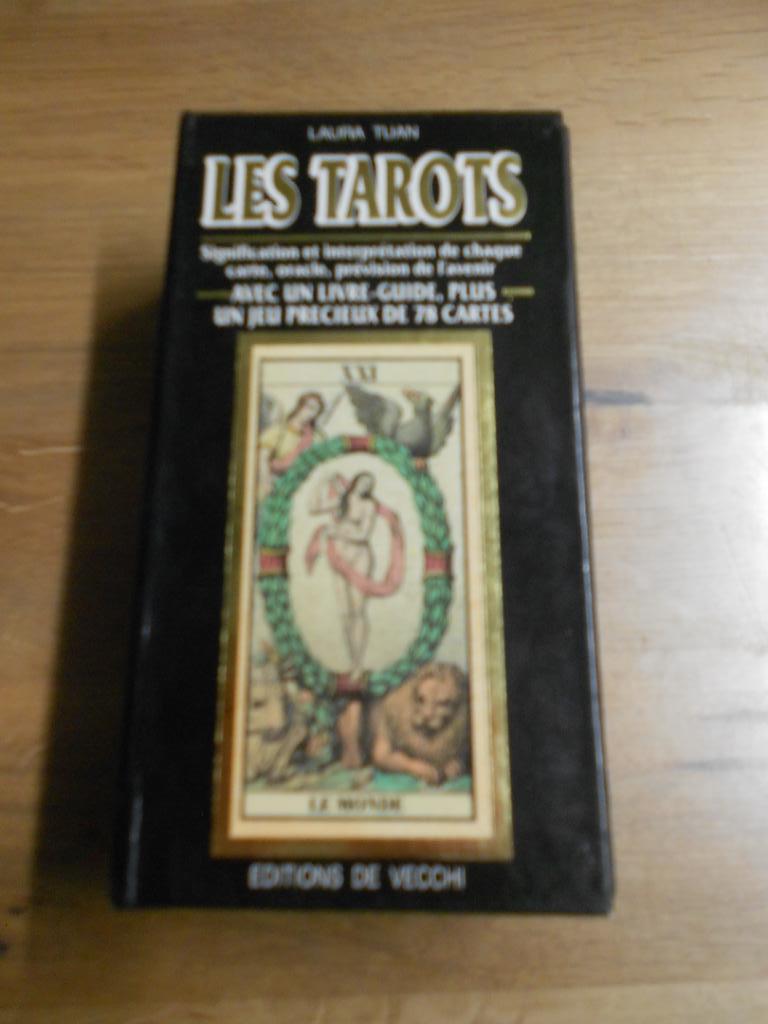 LAURA TUAN
LES TAROTS
Signification et interprétation de chaque
carte, oracle, prévision de l'avenir
AVEC UN LIVRE-GUIDE, PLUS
UN JEU PRECIEUX DE 78 CARTES
XXI
LE MONDE
EDITIONS DE VECCHI